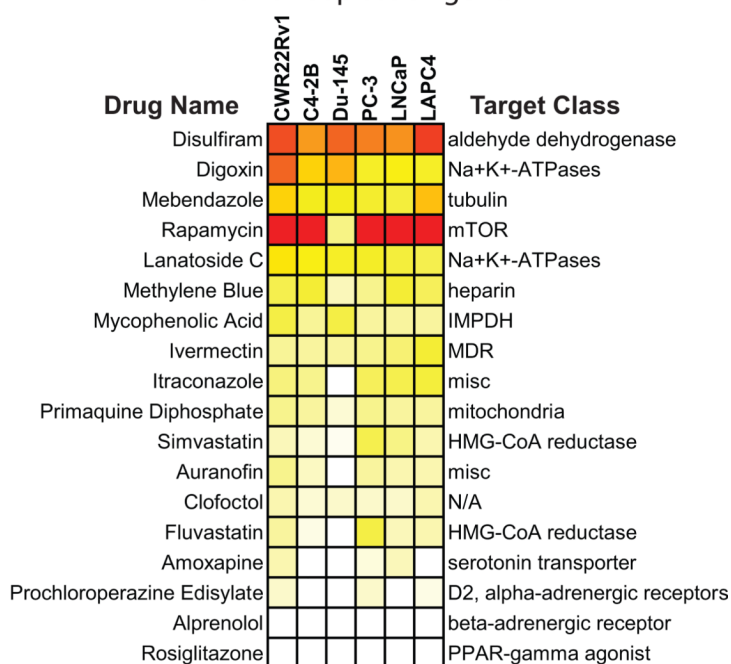 CWR22Rv1 C4-2B Du-145 PC-3 LNCaP LAPC4
Drug Name Target Class
Disulfiram aldehyde dehydrogenase
Digoxin Na+K+-ATPases
Mebendazole tubulin
Rapamycin mTOR
Lanatoside C Na+K+-ATPases
Methylene Blue heparin
Mycophenolic Acid IMPDH
Ivermectin MDR
Itraconazole misc
Primaquine Diphosphate mitochondria
Simvastatin HMG-CoA reductase
Auranofin misc
Clofoctol N/A
Fluvastatin HMG-CoA reductase
Amoxapine serotonin transporter
Prochloroperazine Edisylate D2, alpha-adrenergic receptors
Alprenolol beta-adrenergic receptor
Rosiglitazone PPAR-gamma agonist